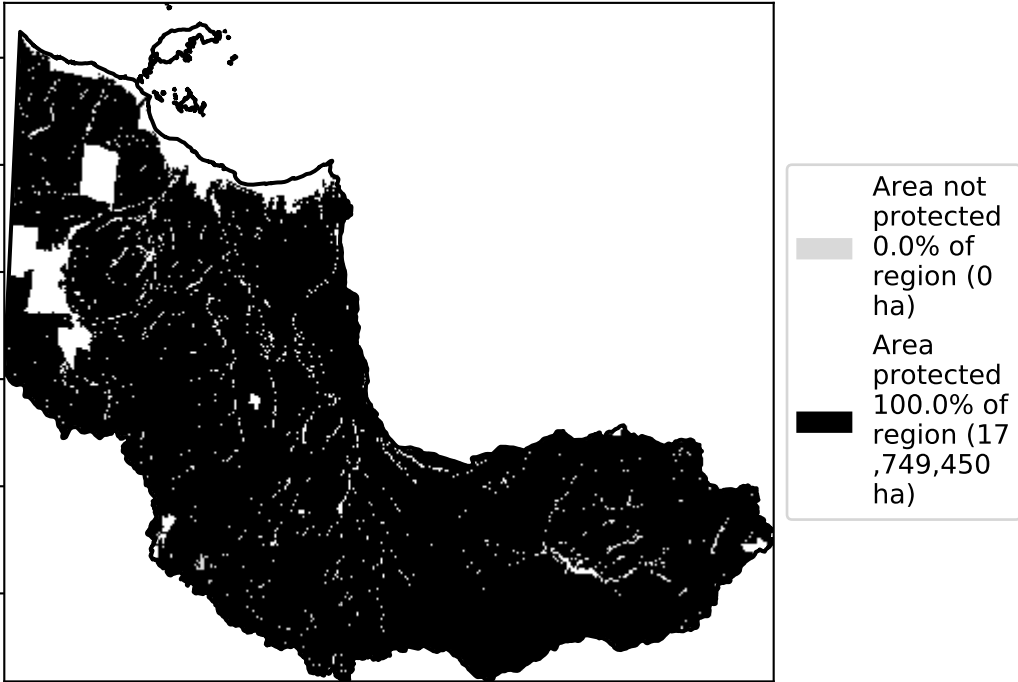 Area not
protected
0.0% of
region (0
ha)
Area
protected
100.0% of
region (17
,749,450
ha)